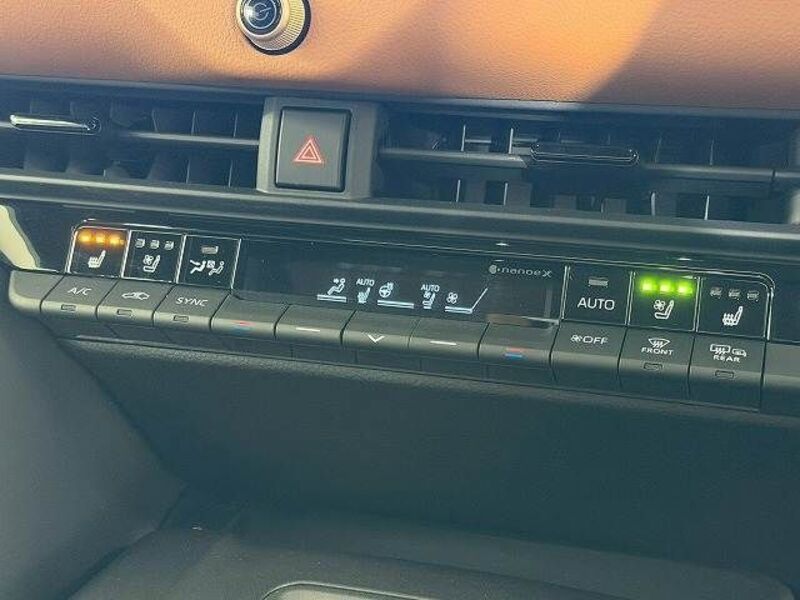 nanoe X
AUTO
AUTO
AUTO
A/C
SYNC
OFF
FRONT
REAR